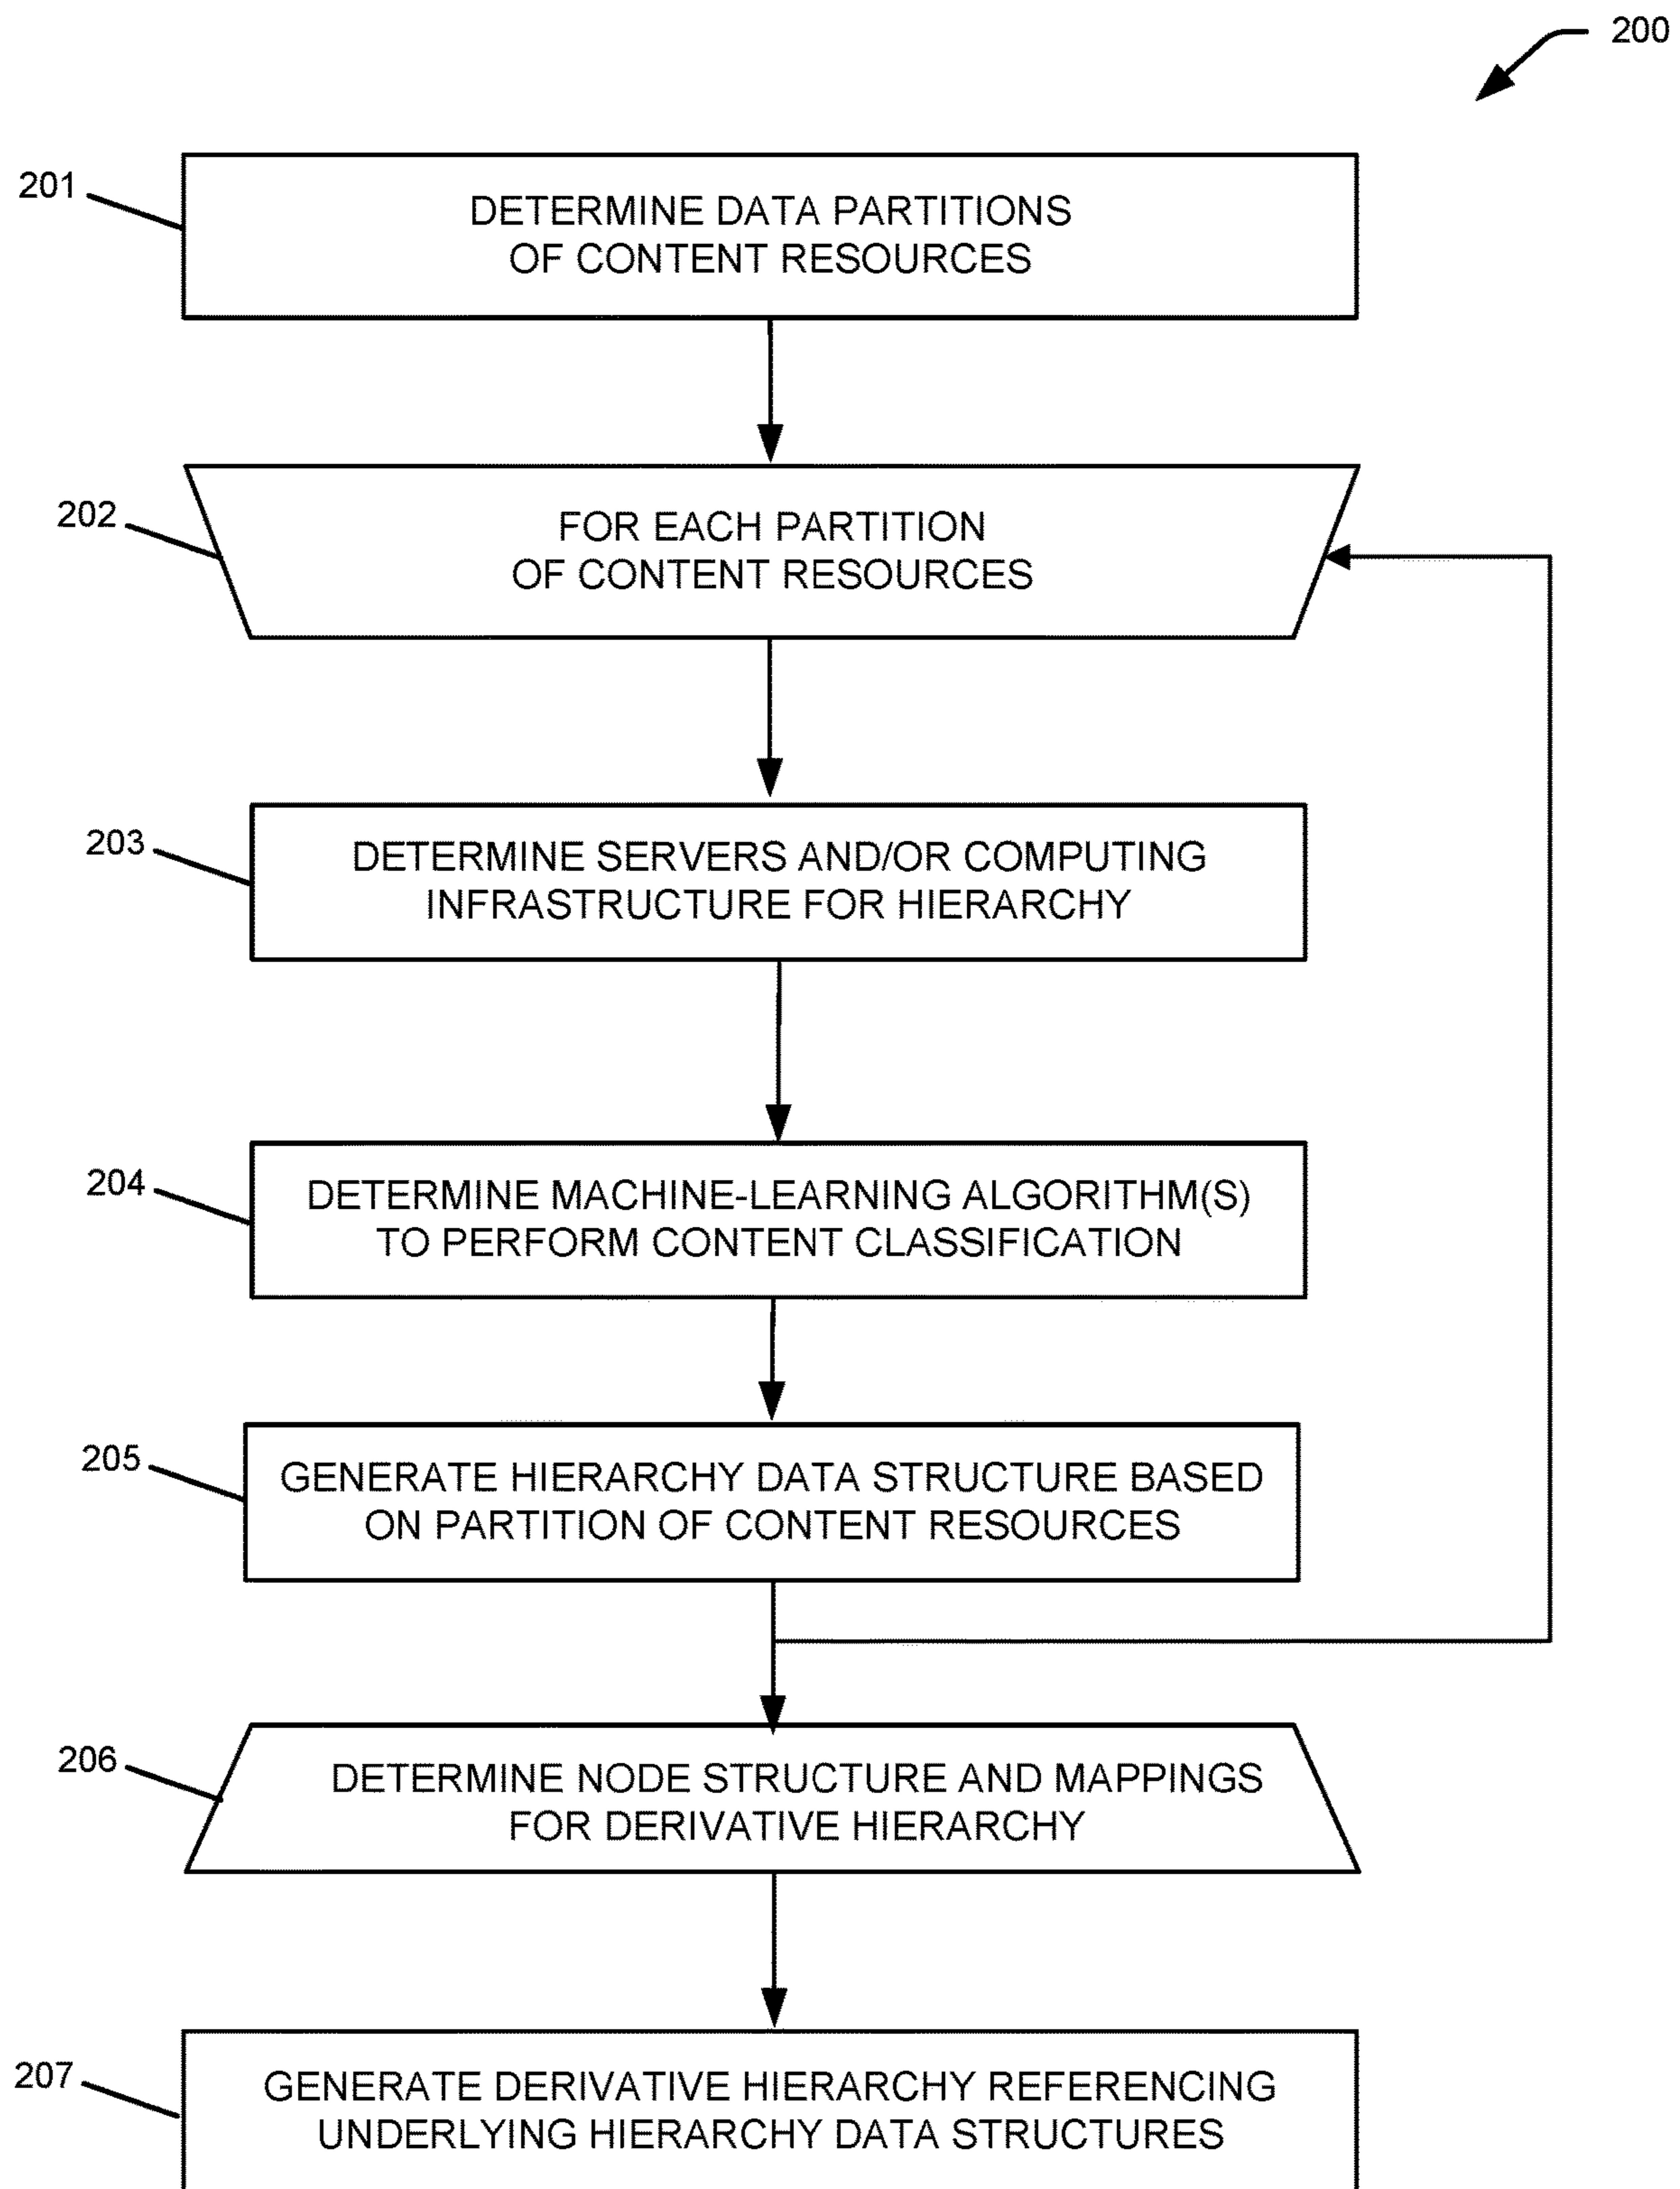 200
201
DETERMINE DATA PARTITIONS
OF CONTENT RESOURCES
202
FOR EACH PARTITION
OF CONTENT RESOURCES
203
DETERMINE SERVERS AND/OR COMPUTING
INFRASTRUCTURE FOR HIERARCHY
204
DETERMINE MACHINE-LEARNING ALGORITHM(S)
TO PERFORM CONTENT CLASSIFICATION
205
GENERATE HIERARCHY DATA STRUCTURE BASED
ON PARTITION OF CONTENT RESOURCES
206
DETERMINE NODE STRUCTURE AND MAPPINGS
FOR DERIVATIVE HIERARCHY
207
GENERATE DERIVATIVE HIERARCHY REFERENCING
UNDERLYING HIERARCHY DATA STRUCTURES